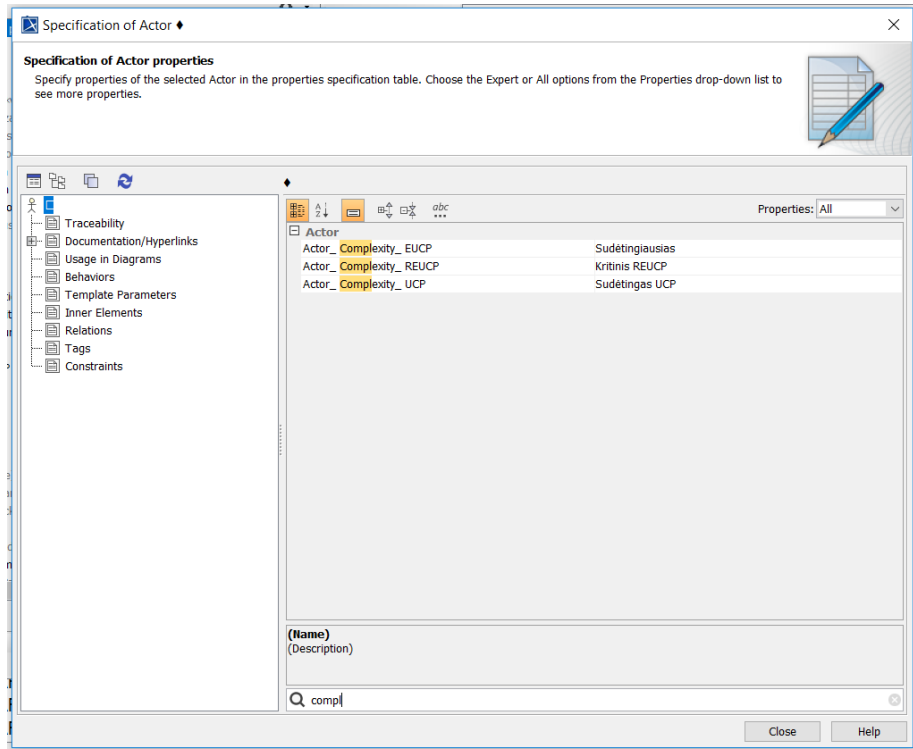 Specification of Actor ♦
Specification of Actor properties
Specify properties of the selected Actor in the properties specification table. Choose the Expert or All options from the Properties drop-down list to
see more properties.
♦
Properties: All
Traceability
Documentation/Hyperlinks
Usage in Diagrams
Behaviors
Template Parameters
Inner Elements
Relations
Tags
Constraints
abc
Actor
Actor_ Complexity_ EUCP Sudėtingiausias
Actor_ Complexity_ REUCP Kritinis REUCP
Actor_ Complexity_ UCP Sudėtingas UCP
(Name)
(Description)
compl
Close Help